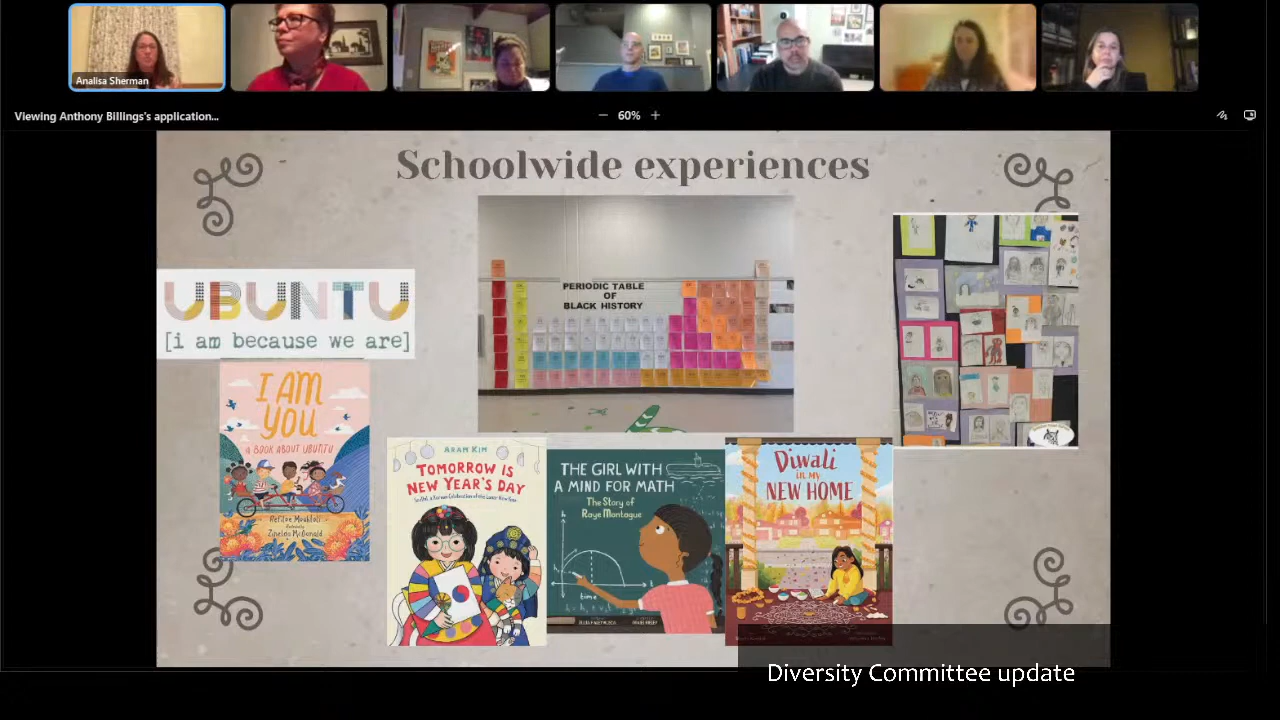 Analisa Sherman
Viewing Anthony Billings's application...
60%
Schoolwide experiences
UBUNTU
[i am because we are]
PERIODIC TABLE
OF
BLACK HISTORY
I AM
YOU
A BOOK ABOUT UBUNTU
ARAM KIM
TOMORROW IS
NEW YEAR'S DAY
THE GIRL WITH
A MIND FOR MATH
The Story of
Raye Montague
time
Diwali
IN MY
NEW HOME
Diversity Committee update